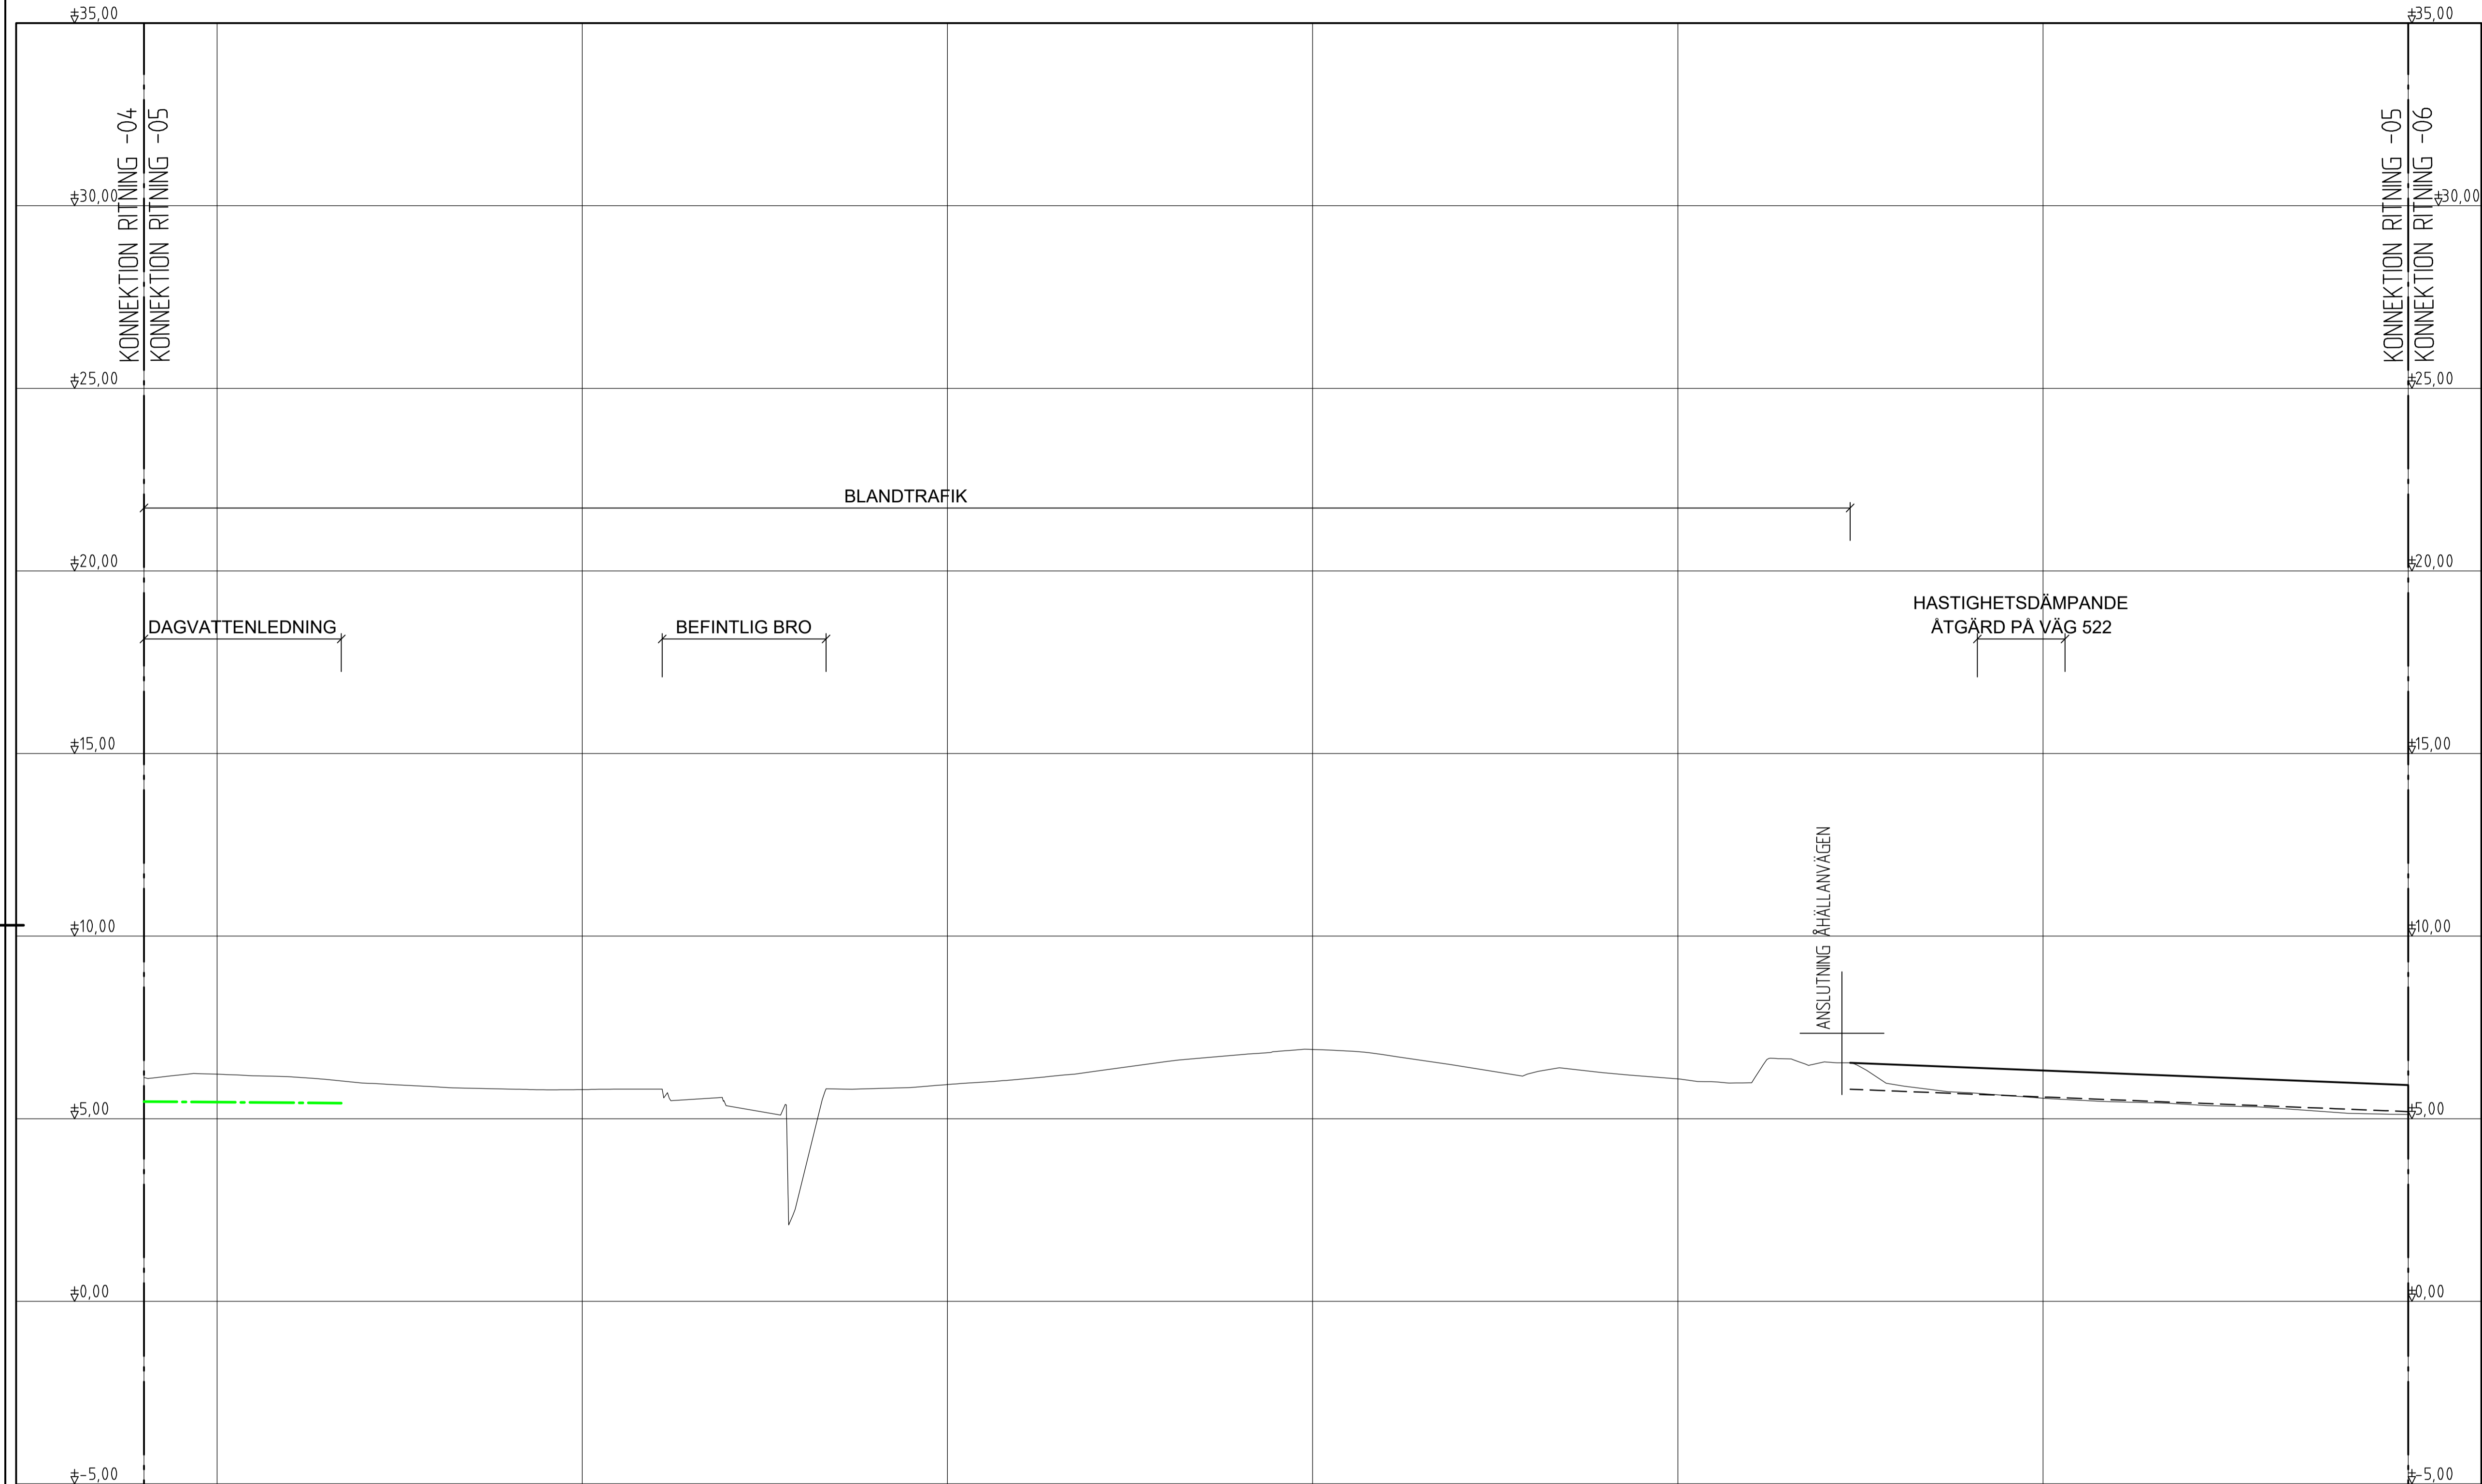 ±35,00
±35,00
KONNEKTION RITNING -04
KONNEKTION RITNING -05
KONNEKTION RITNING -05
KONNEKTION RITNING -06
±30,00
±30,00
±25,00
±25,00
BLANDTRAFIK
±20,00
±20,00
HASTIGHETSDÄMPANDE
ÅTGÄRD PÅ VÄG 522
DAGVATTENLEDNING
BEFINTLIG BRO
±15,00
±15,00
ANSLUTNING ÅHÄLLANVÄGEN
±10,00
±10,00
±5,00
±5,00
±0,00
±0,00
±-5,00
±-5,00